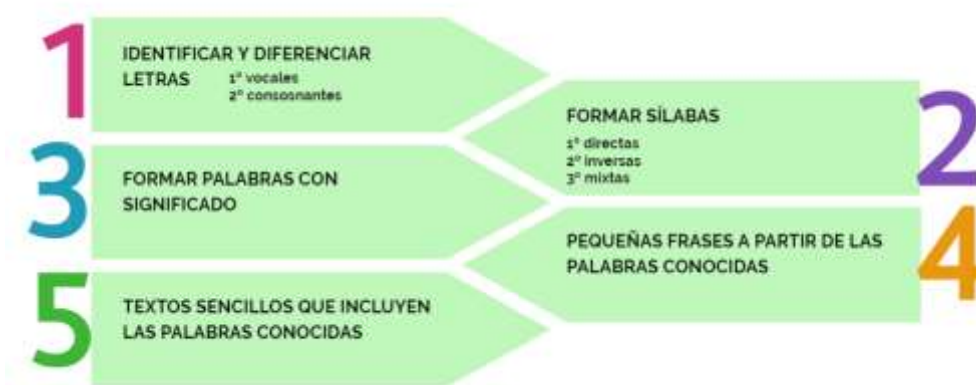 1
IDENTIFICAR Y DIFERENCIAR
LETRAS 1º vocales
2º consosnantes
2
FORMAR SÍLABAS
1º directas
2º inversas
3º mixtas
3
FORMAR PALABRAS CON
SIGNIFICADO
4
PEQUEÑAS FRASES A PARTIR DE LAS
PALABRAS CONOCIDAS
5
TEXTOS SENCILLOS QUE INCLUYEN
LAS PALABRAS CONOCIDAS